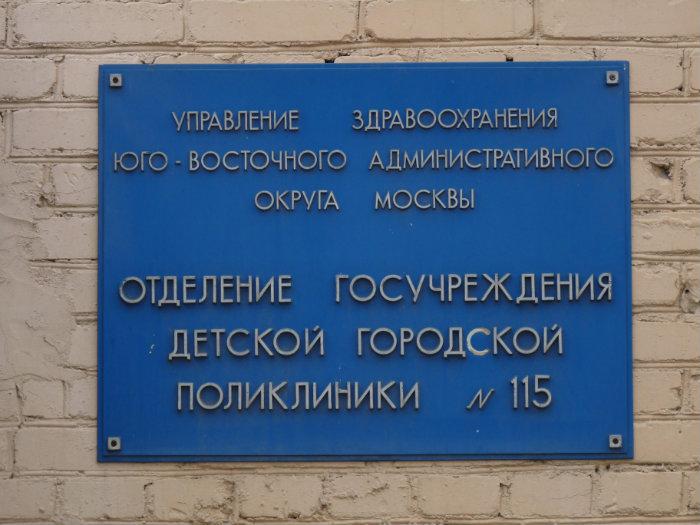 УПРАВЛЕНИЕ ЗДРАВООХРАНЕНИЯ
ЮГО - ВОСТОЧНОГО АДМИНИСТРАТИВНОГО
ОКРУГА МОСКВЫ
ОТДЕЛЕНИЕ ГОСУЧРЕЖДЕНИЯ
ДЕТСКОЙ ГОРОДСКОЙ
ПОЛИКЛИНИКИ N 115